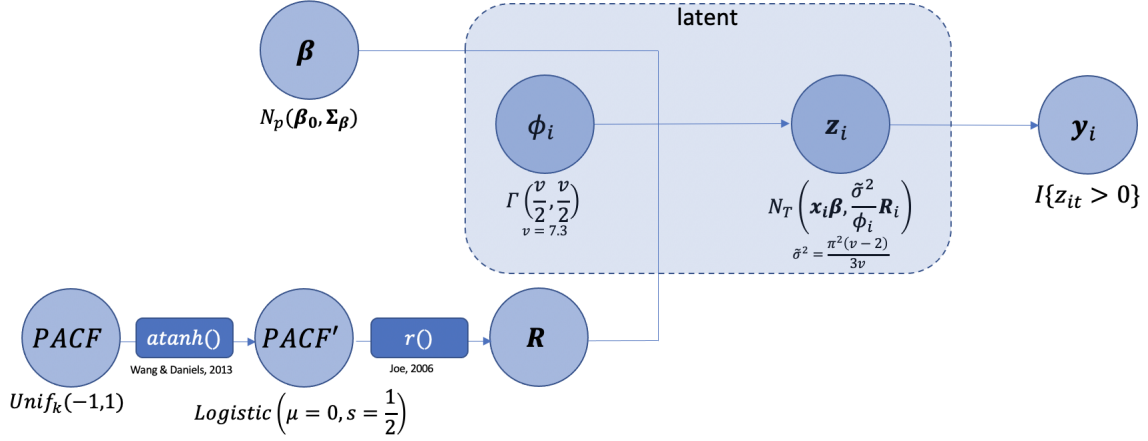 latent
β
N_p(β₀, Σ_β)
ϕ_i
Γ(v/2, v/2)
v = 7.3
z_i
N_T(x_iβ, σ̃²/ϕ_i R_i)
σ̃² = π²(v − 2)/3v
y_i
I{z_it > 0}
PACF
Unif_k(-1,1)
atanh()
Wang & Daniels, 2013
PACF'
Logistic(μ = 0, s = 1/2)
r()
Joe, 2006
R